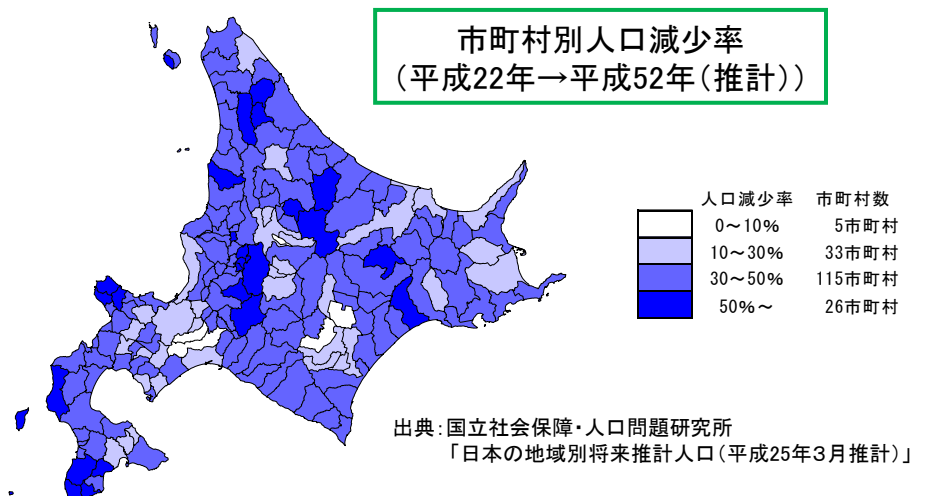 市町村別人口減少率
（平成22年→平成52年（推計））
人口減少率 市町村数
0～10% 5市町村
10～30% 33市町村
30～50% 115市町村
50%～ 26市町村
出典：国立社会保障・人口問題研究所
「日本の地域別将来推計人口（平成25年３月推計）」